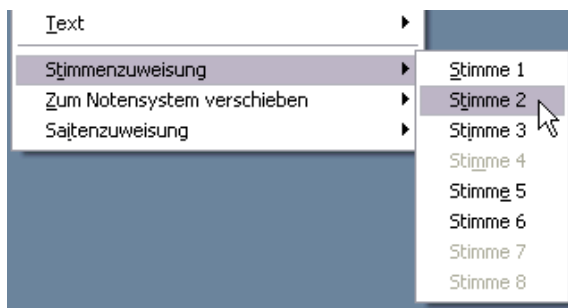 Text
Stimmenzuweisung
Zum Notensystem verschieben
Saitenzuweisung
Stimme 1
Stimme 2
Stimme 3
Stimme 4
Stimme 5
Stimme 6
Stimme 7
Stimme 8